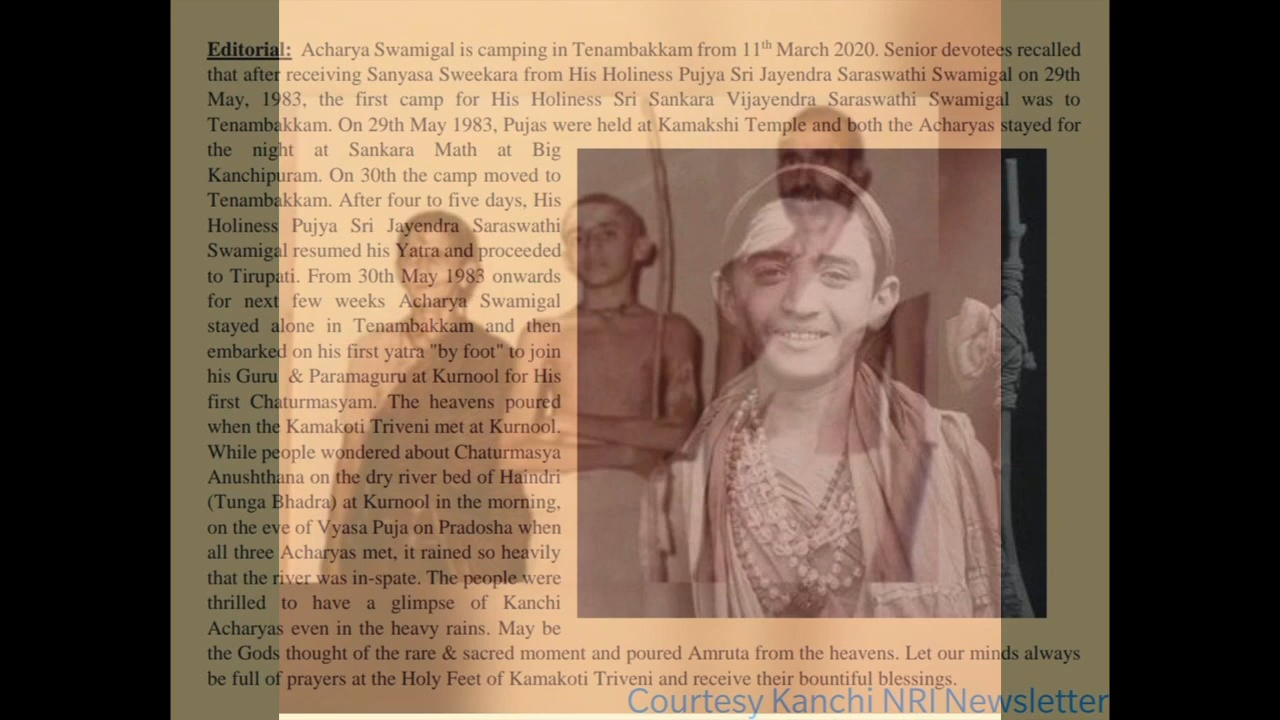 Editorial: Acharya Swamigal is camping in Tenambakkam from 11th March 2020. Senior devotees recalled
that after receiving Sanyasa Sweekara from His Holiness Pujya Sri Jayendra Saraswathi Swamigal on 29th
May, 1983, the first camp for His Holiness Sri Sankara Vijayendra Saraswathi Swamigal was to
Tenambakkam. On 29th May 1983, Pujas were held at Kamakshi Temple and both the Acharyas stayed for
the night at Sankara Math at Big
Kanchipuram. On 30th the camp moved to
Tenambakkam. After four to five days, His
Holiness Pujya Sri Jayendra Saraswathi
Swamigal resumed his Yatra and proceeded
to Tirupati. From 30th May 1983 onwards
for next few weeks Acharya Swamigal
stayed alone in Tenambakkam and then
embarked on his first yatra "by foot" to join
his Guru & Paramaguru at Kurnool for His
first Chaturmasyam. The heavens poured
when the Kamakoti Triveni met at Kurnool.
While people wondered about Chaturmasya
Anushthana on the dry river bed of Haindri
(Tunga Bhadra) at Kurnool in the morning,
on the eve of Vyasa Puja on Pradosha when
all three Acharyas met, it rained so heavily
that the river was in-spate. The people were
thrilled to have a glimpse of Kanchi
Acharyas even in the heavy rains. May be
the Gods thought of the rare & sacred moment and poured Amruta from the heavens. Let our minds always
be full of prayers at the Holy Feet of Kamakoti Triveni and receive their bountiful blessings.
Courtesy Kanchi NRI Newsletter